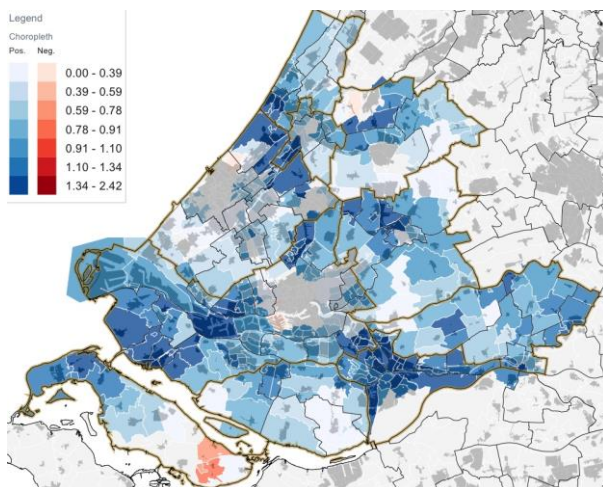 Legend
Choropleth
Pos. Neg.
0.00 - 0.39
0.39 - 0.59
0.59 - 0.78
0.78 - 0.91
0.91 - 1.10
1.10 - 1.34
1.34 - 2.42